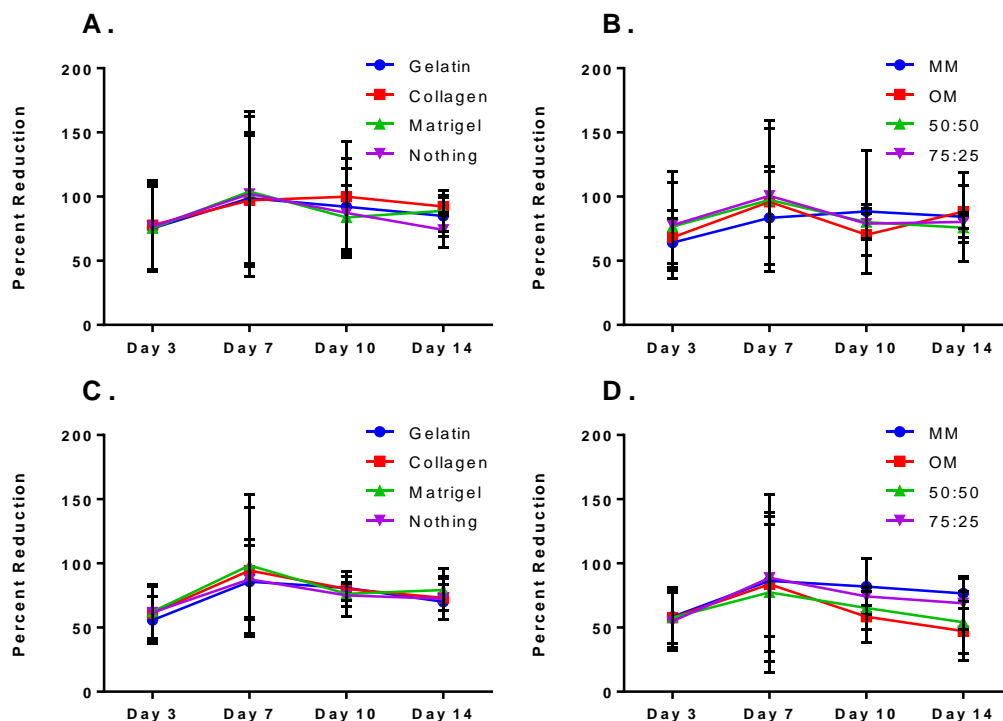 A.
Percent Reduction
200
150
100
50
0
Gelatin
Collagen
Matrigel
Nothing
Day 3 Day 7 Day 10 Day 14
B.
Percent Reduction
200
150
100
50
0
MM
OM
50:50
75:25
Day 3 Day 7 Day 10 Day 14
C.
Percent Reduction
200
150
100
50
0
Gelatin
Collagen
Matrigel
Nothing
Day 3 Day 7 Day 10 Day 14
D.
Percent Reduction
200
150
100
50
0
MM
OM
50:50
75:25
Day 3 Day 7 Day 10 Day 14